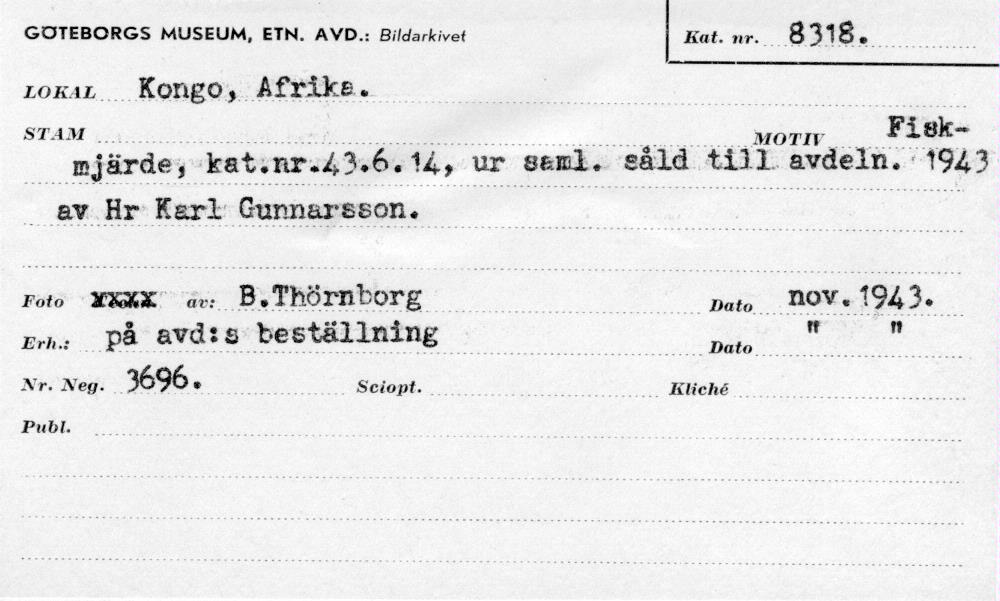 GÖTEBORGS MUSEUM, ETN. AVD.: Bildarkivet Kat. nr. 8318.
LOKAL Kongo, Afrika.
STAM MOTIV Fisk-
mjärde, kat.nr.43.6.14, ur saml. såld till avdeln. 1943
av Hr Karl Gunnarsson.
Foto xxxx av: B.Thörnborg Dato nov.1943.
Erh.: på avd:s beställning Dato " "
Nr. Neg. 3696. Sciopt. Kliché
Publ.